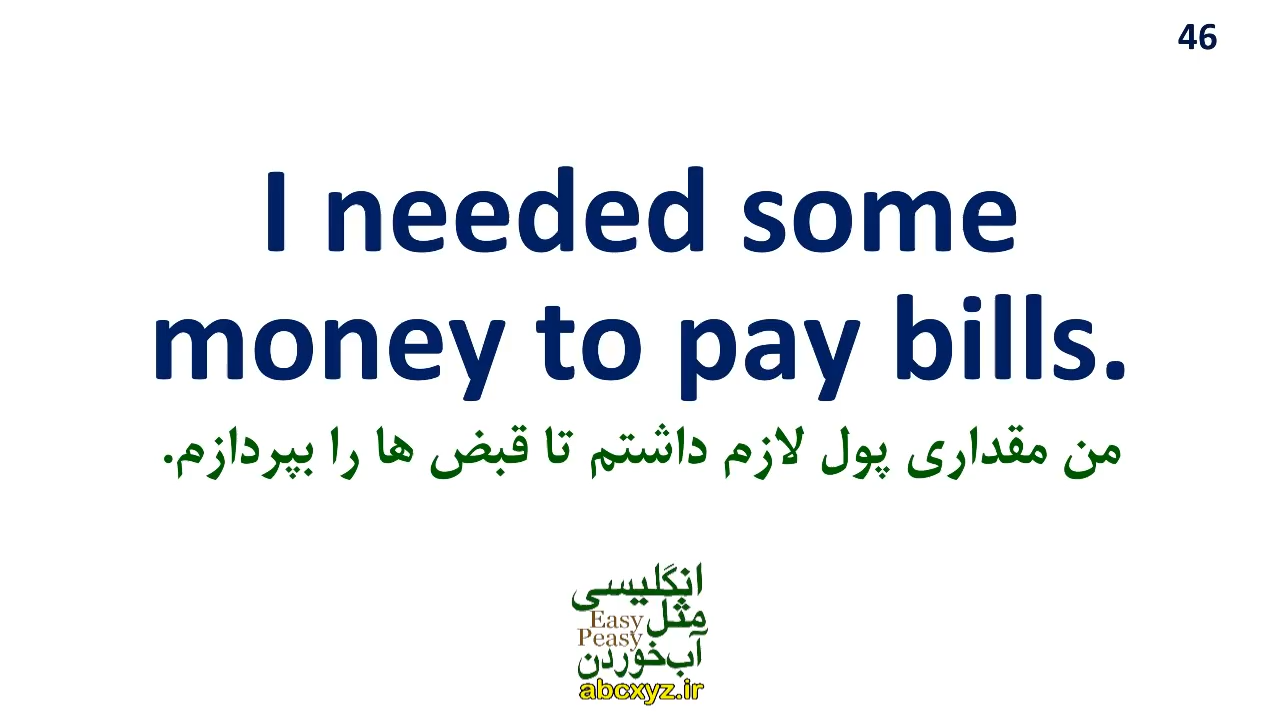 46
I needed some
money to pay bills.
من مقداری پول لازم داشتم تا قبض ها را بپردازم.
انگلیسی
مثل
Easy
Peasy
آب خوردن
abcxyz.ir